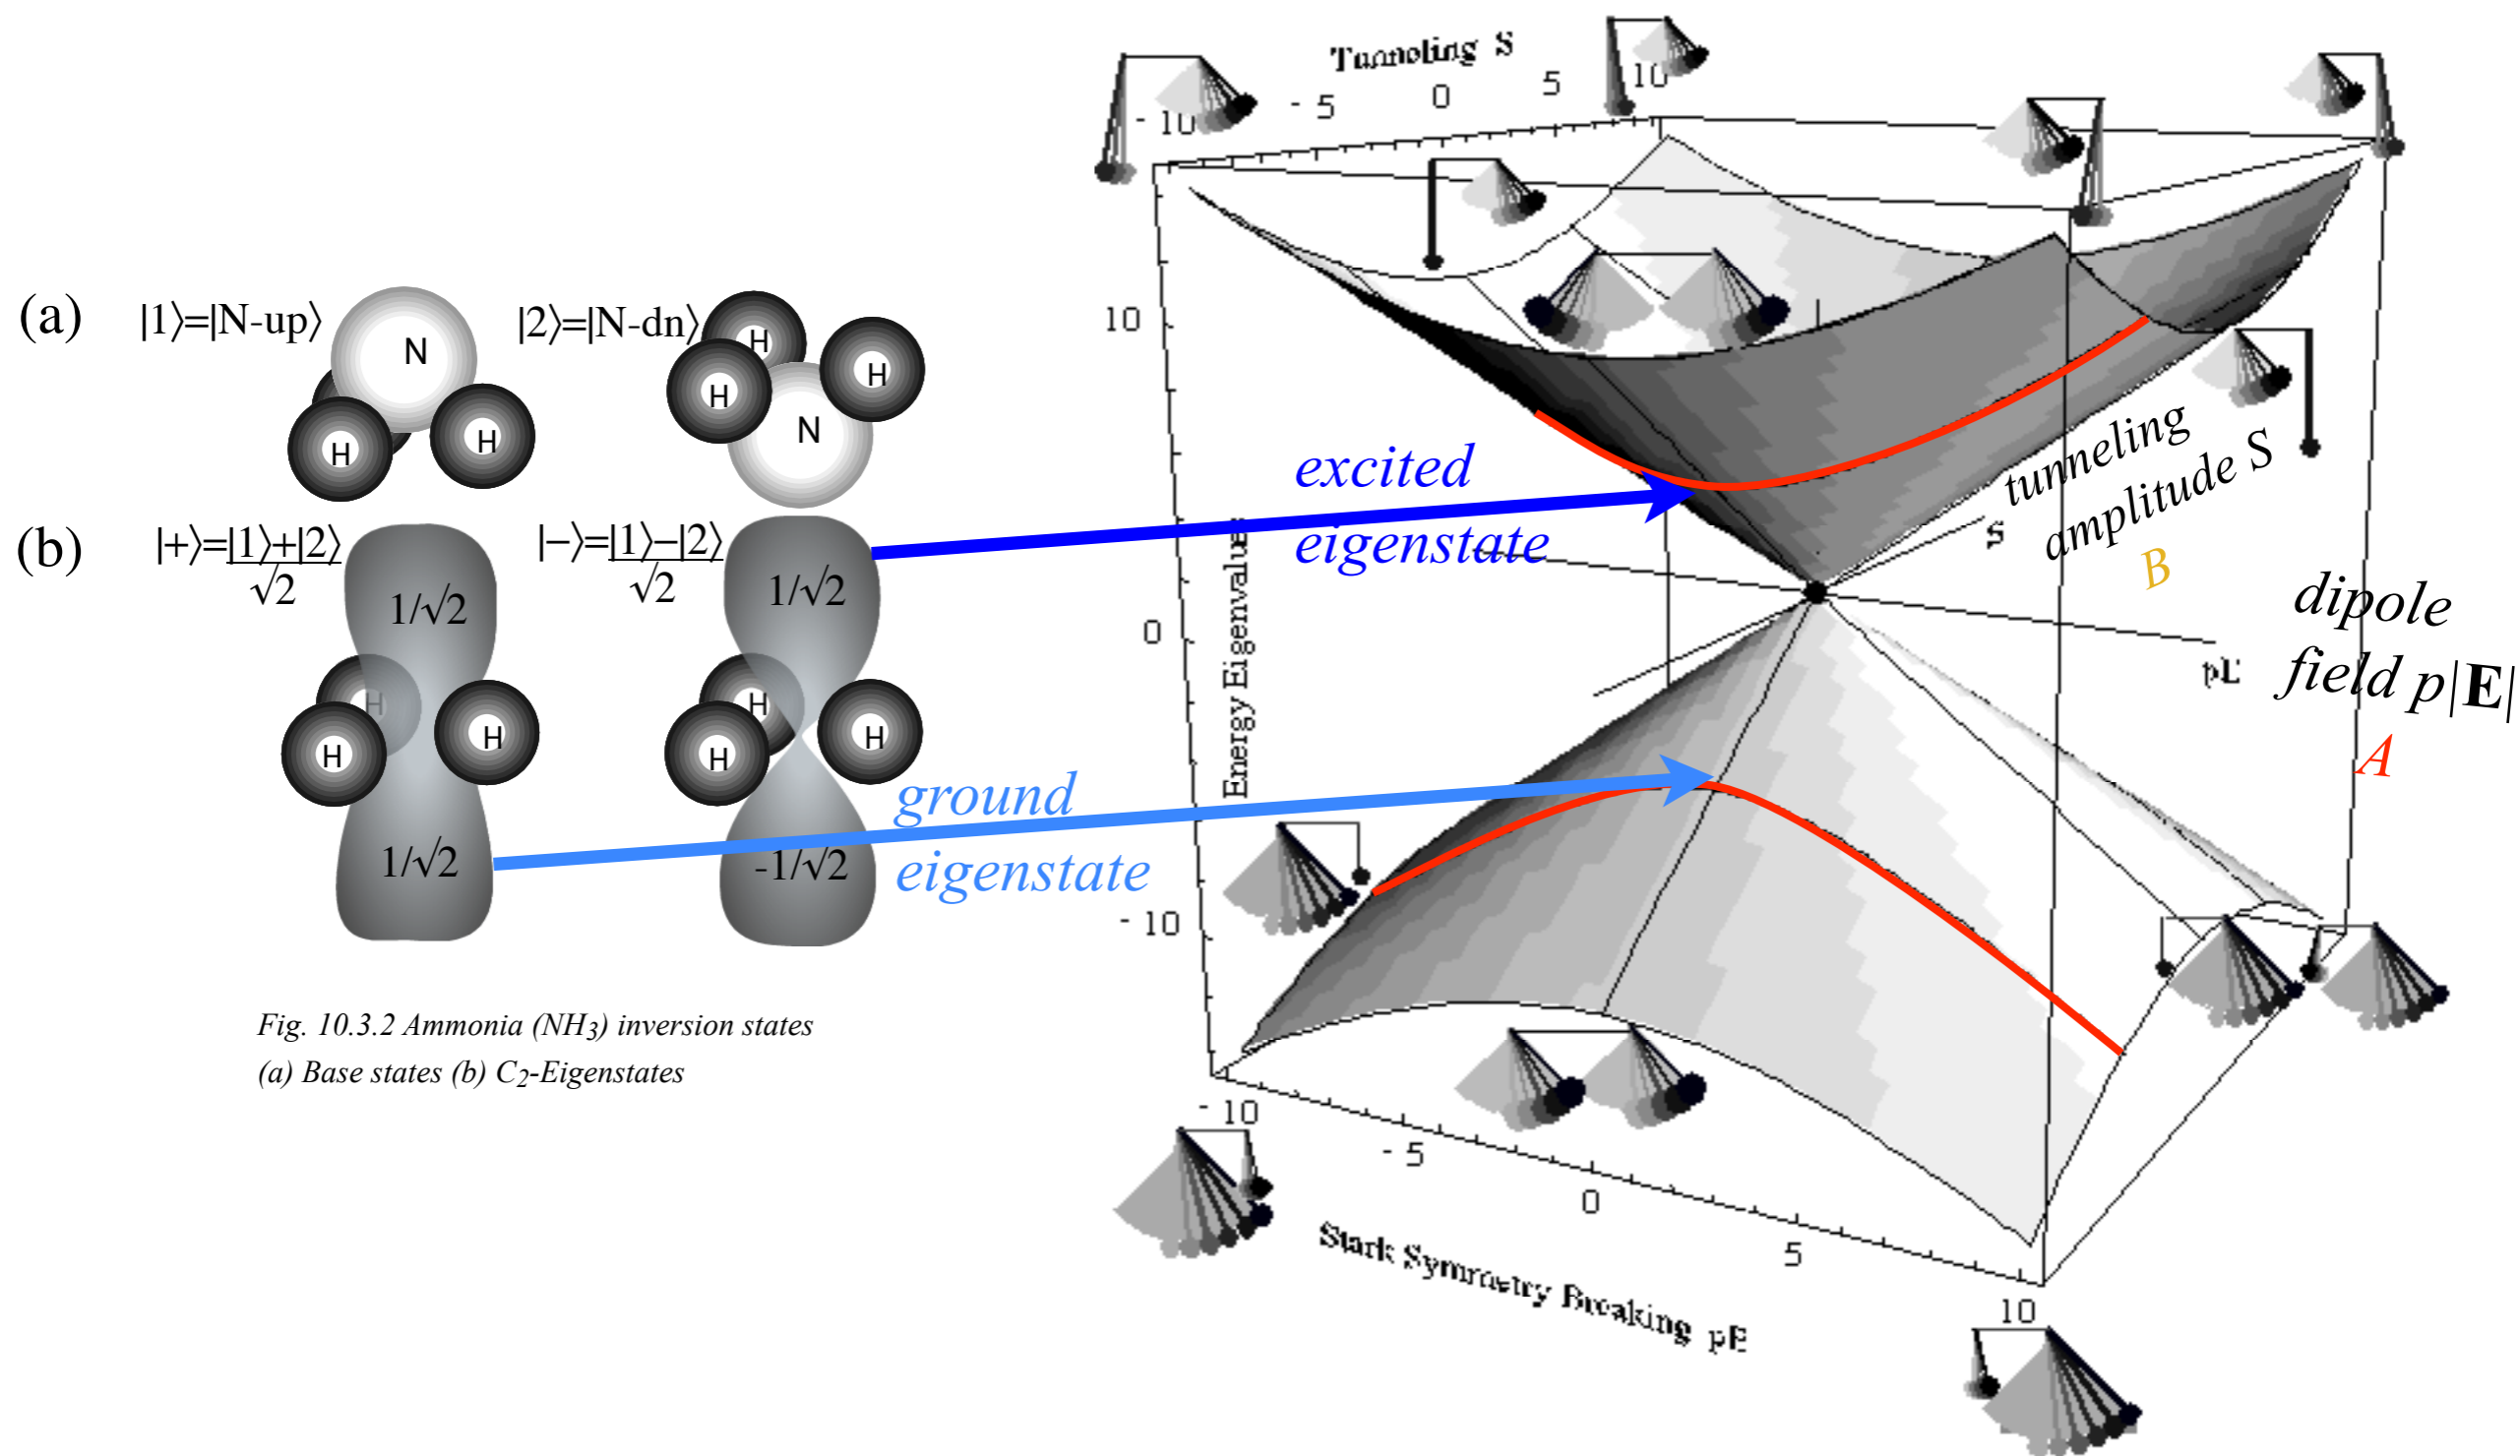 (a)
|1⟩=|N-up⟩
N
H
H
|2⟩=|N-dn⟩
H
H
H
N
(b)
|+⟩=|1⟩+|2⟩
√2
1/√2
H
H
H
1/√2
|−⟩=|1⟩−|2⟩
√2
1/√2
H
H
H
-1/√2
Fig. 10.3.2 Ammonia (NH3) inversion states
(a) Base states (b) C2-Eigenstates
excited
eigenstate
ground
eigenstate
Tunneling S
- 10
- 5
0
5
10
Energy Eigenvalues
10
0
- 10
S
tunneling
amplitude S
B
pE
dipole
field p|E|
A
- 10
- 5
0
5
10
Stark Symmetry Breaking pE